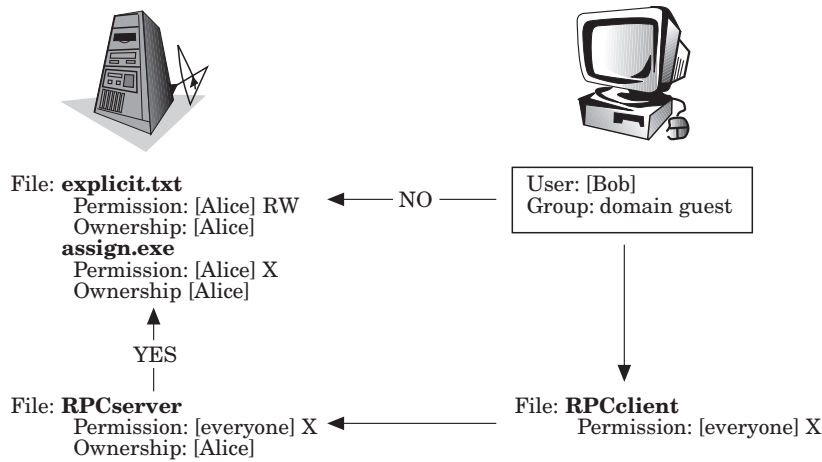 File: explicit.txt
Permission: [Alice] RW
Ownership: [Alice]
assign.exe
Permission: [Alice] X
Ownership [Alice]
NO
User: [Bob]
Group: domain guest
YES
File: RPCserver
Permission: [everyone] X
Ownership: [Alice]
File: RPCclient
Permission: [everyone] X